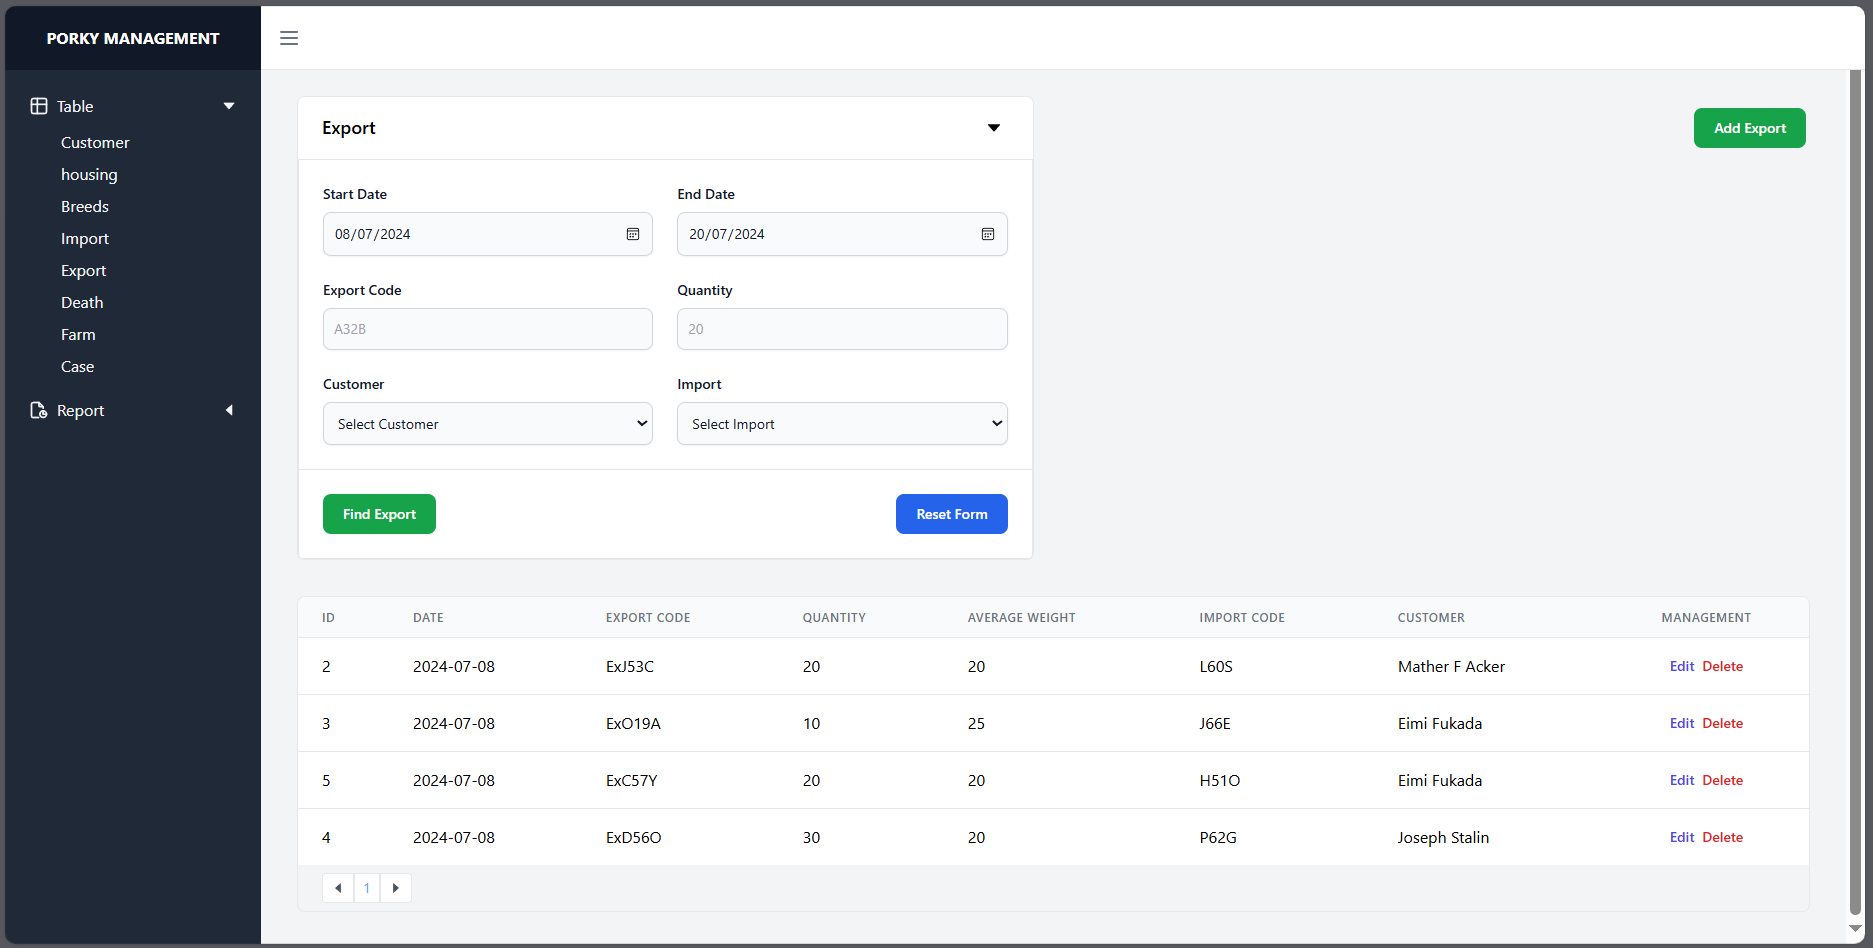 PORKY MANAGEMENT
Table
Customer
housing
Breeds
Import
Export
Death
Farm
Case
Report
Export
Add Export
Start Date End Date
08/07/2024 20/07/2024
Export Code Quantity
A32B 20
Customer Import
Select Customer Select Import
Find Export Reset Form
ID DATE EXPORT CODE QUANTITY AVERAGE WEIGHT IMPORT CODE CUSTOMER MANAGEMENT
2 2024-07-08 ExJ53C 20 20 L60S Mather F Acker Edit Delete
3 2024-07-08 ExO19A 10 25 J66E Eimi Fukada Edit Delete
5 2024-07-08 ExC57Y 20 20 H51O Eimi Fukada Edit Delete
4 2024-07-08 ExD56O 30 20 P62G Joseph Stalin Edit Delete
1